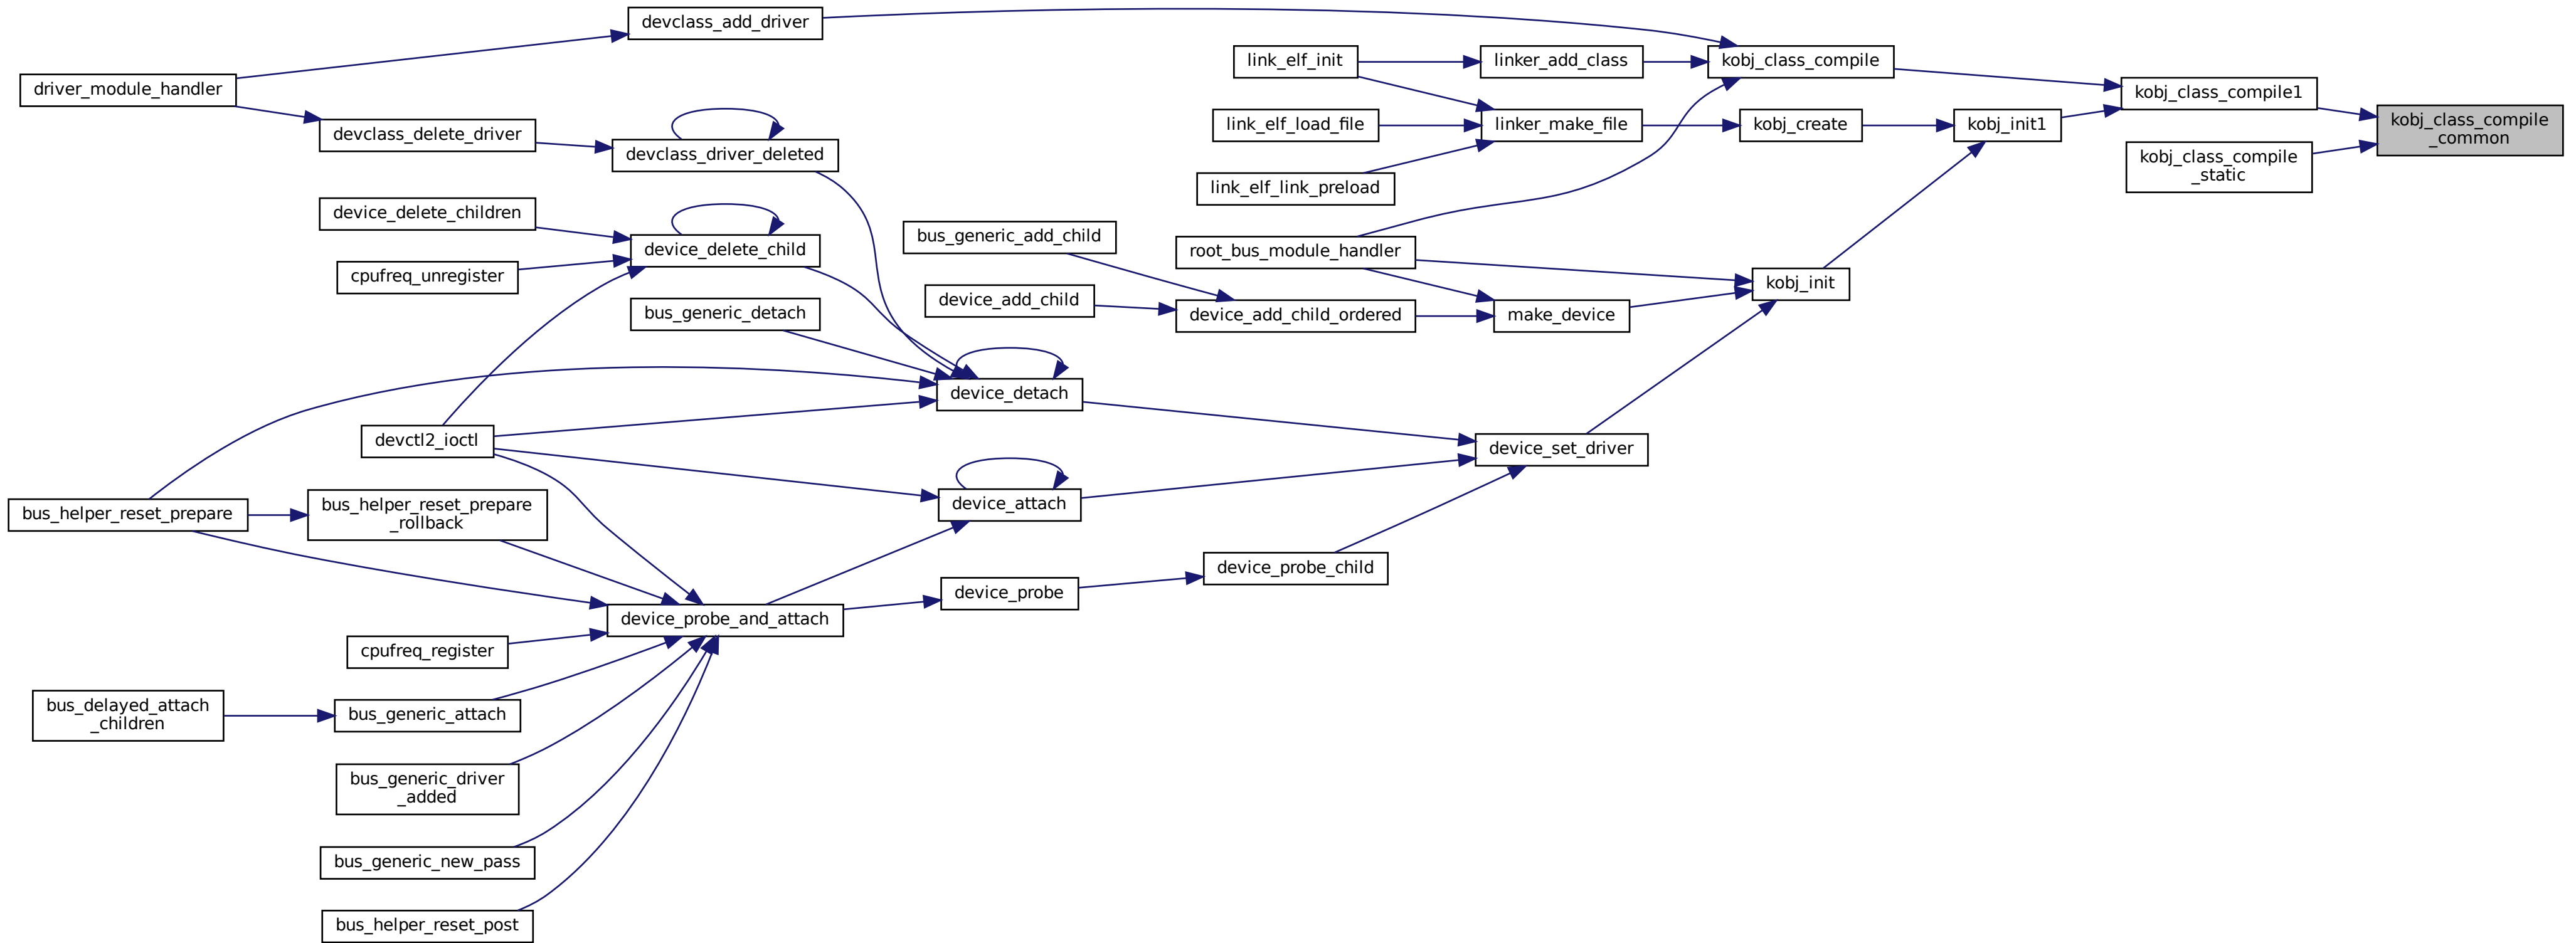 devclass_add_driver
link_elf_init
linker_add_class
kobj_class_compile
driver_module_handler
kobj_class_compile1
devclass_delete_driver
link_elf_load_file
linker_make_file
kobj_create
kobj_init1
kobj_class_compile
_common
devclass_driver_deleted
kobj_class_compile
_static
link_elf_link_preload
device_delete_children
bus_generic_add_child
device_delete_child
root_bus_module_handler
cpufreq_unregister
kobj_init
device_add_child
bus_generic_detach
device_add_child_ordered
make_device
device_detach
devctl2_ioctl
device_set_driver
bus_helper_reset_prepare
bus_helper_reset_prepare
_rollback
device_attach
device_probe_child
device_probe
device_probe_and_attach
cpufreq_register
bus_delayed_attach
_children
bus_generic_attach
bus_generic_driver
_added
bus_generic_new_pass
bus_helper_reset_post